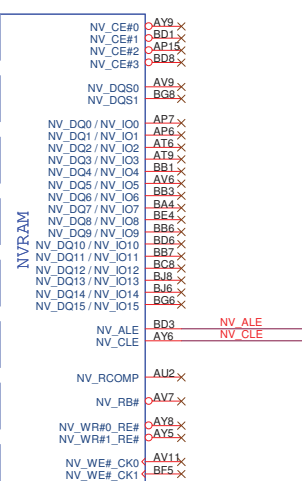 NV_CE#0 AY9
NV_CE#1 BD1
NV_CE#2 AP15
NV_CE#3 BD8
NV_DQS0 AV9
NV_DQS1 BG8
NV_DQ0 / NV_IO0 AP7
NV_DQ1 / NV_IO1 AP6
NV_DQ2 / NV_IO2 AT6
NV_DQ3 / NV_IO3 AT9
NV_DQ4 / NV_IO4 BB1
NV_DQ5 / NV_IO5 AV6
NV_DQ6 / NV_IO6 BB3
NV_DQ7 / NV_IO7 BA4
NV_DQ8 / NV_IO8 BE4
NV_DQ9 / NV_IO9 BB6
NV_DQ10 / NV_IO10 BD6
NV_DQ11 / NV_IO11 BB7
NV_DQ12 / NV_IO12 BC8
NV_DQ13 / NV_IO13 BJ8
NV_DQ14 / NV_IO14 BJ6
NV_DQ15 / NV_IO15 BG6
NVRAM
NV_ALE BD3 NV_ALE
NV_CLE AY6 NV_CLE
NV_RCOMP AU2
NV_RB# AV7
NV_WR#0_RE# AY8
NV_WR#1_RE# AY5
NV_WE#_CK0 AV11
NV_WE#_CK1 BF5